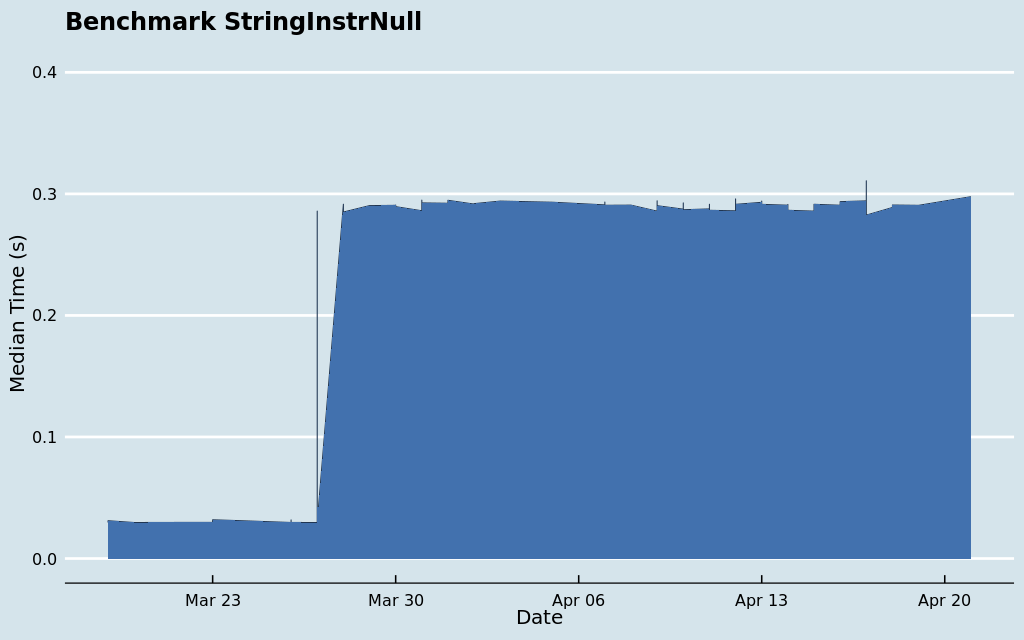 Benchmark StringInstrNull
Median Time (s)
0.4
0.3
0.2
0.1
0.0
Mar 23
Mar 30
Apr 06
Apr 13
Apr 20
Date